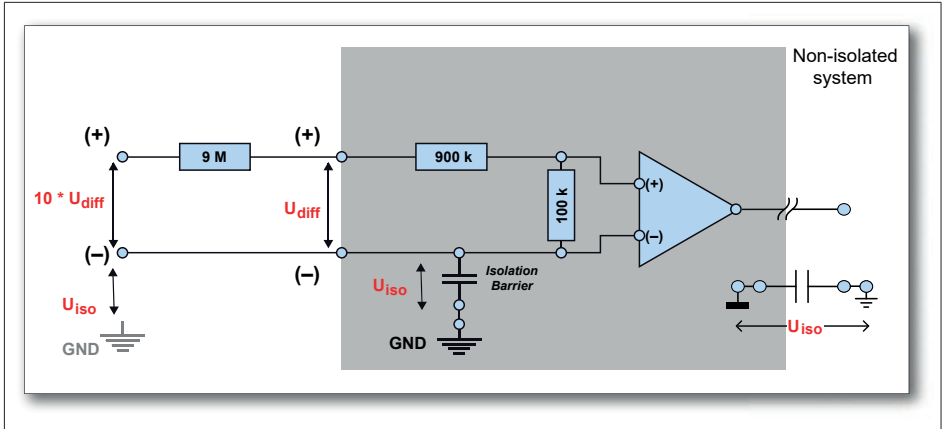 Non-isolated
system
(+)
(+)
9 M
900 k
100 k
(+)
10 * Udiff
Udiff
(–)
(–)
(–)
Isolation
Barrier
Uiso
Uiso
GND
GND
Uiso